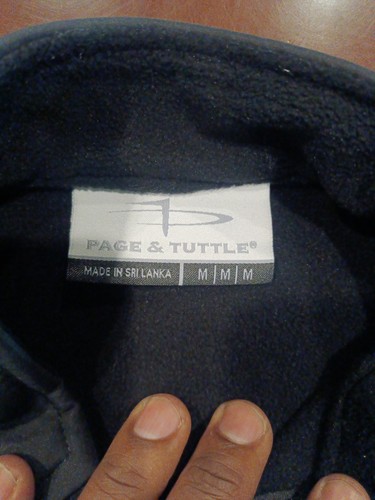 PAGE & TUTTLE®
MADE IN SRI LANKA | M | M | M